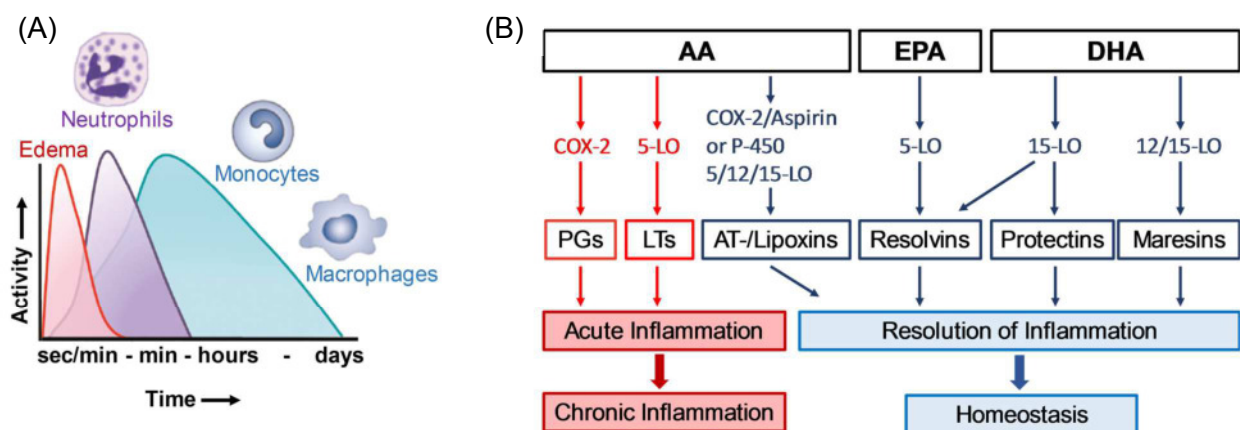 (A)
Neutrophils
Edema
Monocytes
Macrophages
Activity
sec/min - min - hours - days
Time
(B)
AA EPA DHA
COX-2 5-LO COX-2/Aspirin
or P-450
5/12/15-LO
5-LO 15-LO 12/15-LO
PGs LTs AT-/Lipoxins Resolvins Protectins Maresins
Acute Inflammation Resolution of Inflammation
Chronic Inflammation Homeostasis